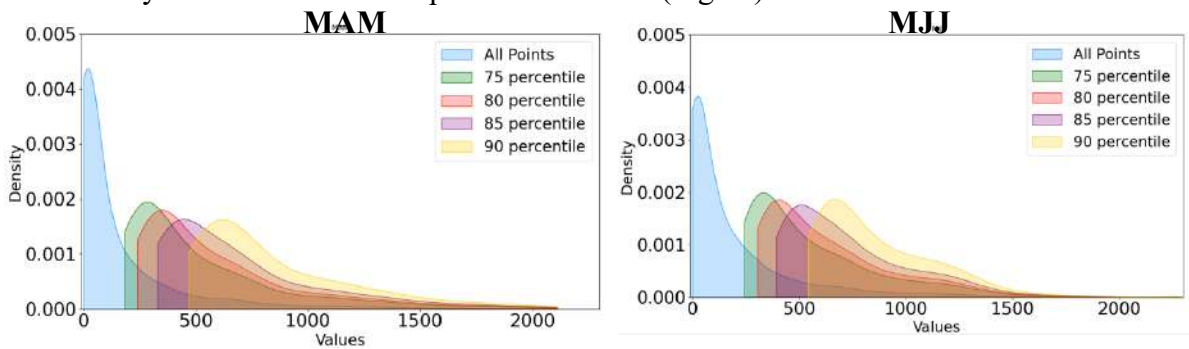 MAM
0.005
0.004
0.003
0.002
0.001
0.000
Density
0
500
1000
1500
2000
Values
All Points
75 percentile
80 percentile
85 percentile
90 percentile
MJJ
0.005
0.004
0.003
0.002
0.001
0.000
Density
0
500
1000
1500
2000
Values
All Points
75 percentile
80 percentile
85 percentile
90 percentile